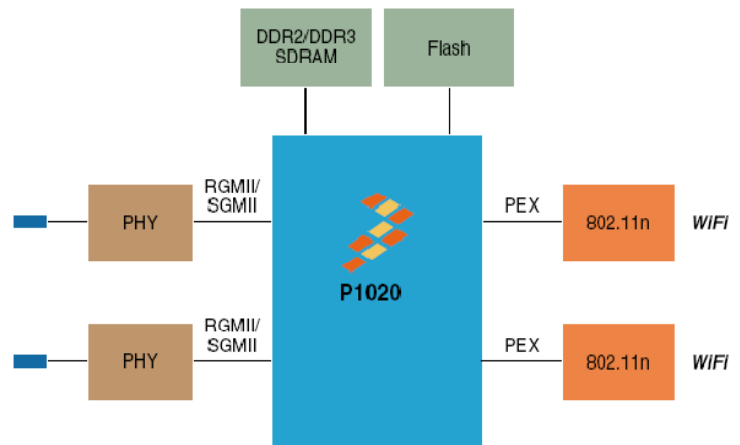 DDR2/DDR3
SDRAM
Flash
RGMII/
SGMII
PHY
PEX
802.11n
WiFi
P1020
RGMII/
SGMII
PHY
PEX
802.11n
WiFi